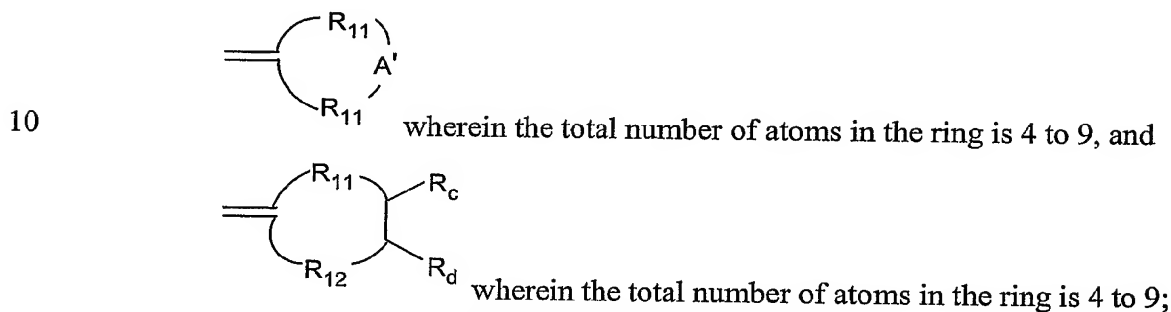 R11
A'
R11
10 wherein the total number of atoms in the ring is 4 to 9, and
R11 Rc
R12 Rd
wherein the total number of atoms in the ring is 4 to 9;